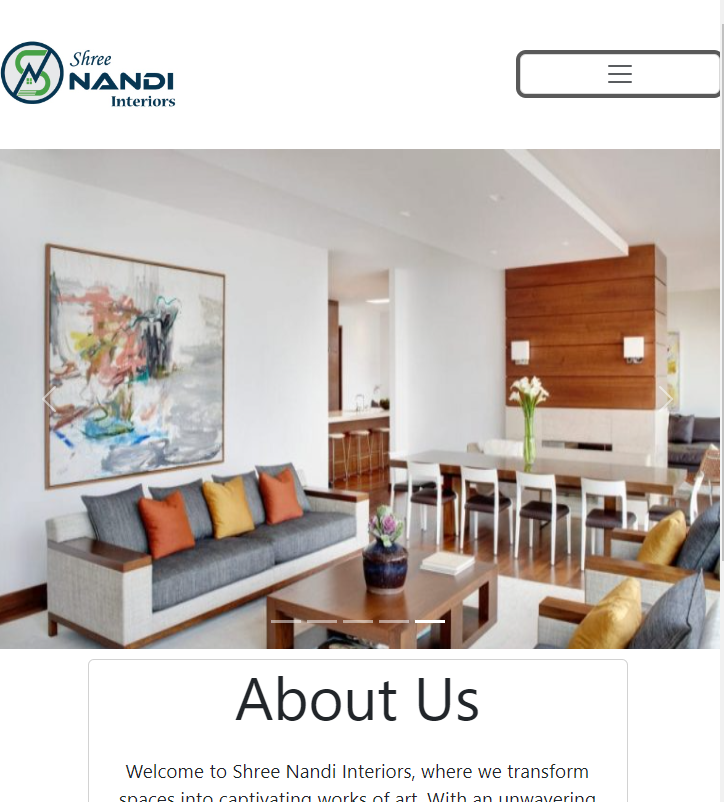 Shree
NANDI
Interiors
About Us
Welcome to Shree Nandi Interiors, where we transform
spaces into captivating works of art. With an unwavering